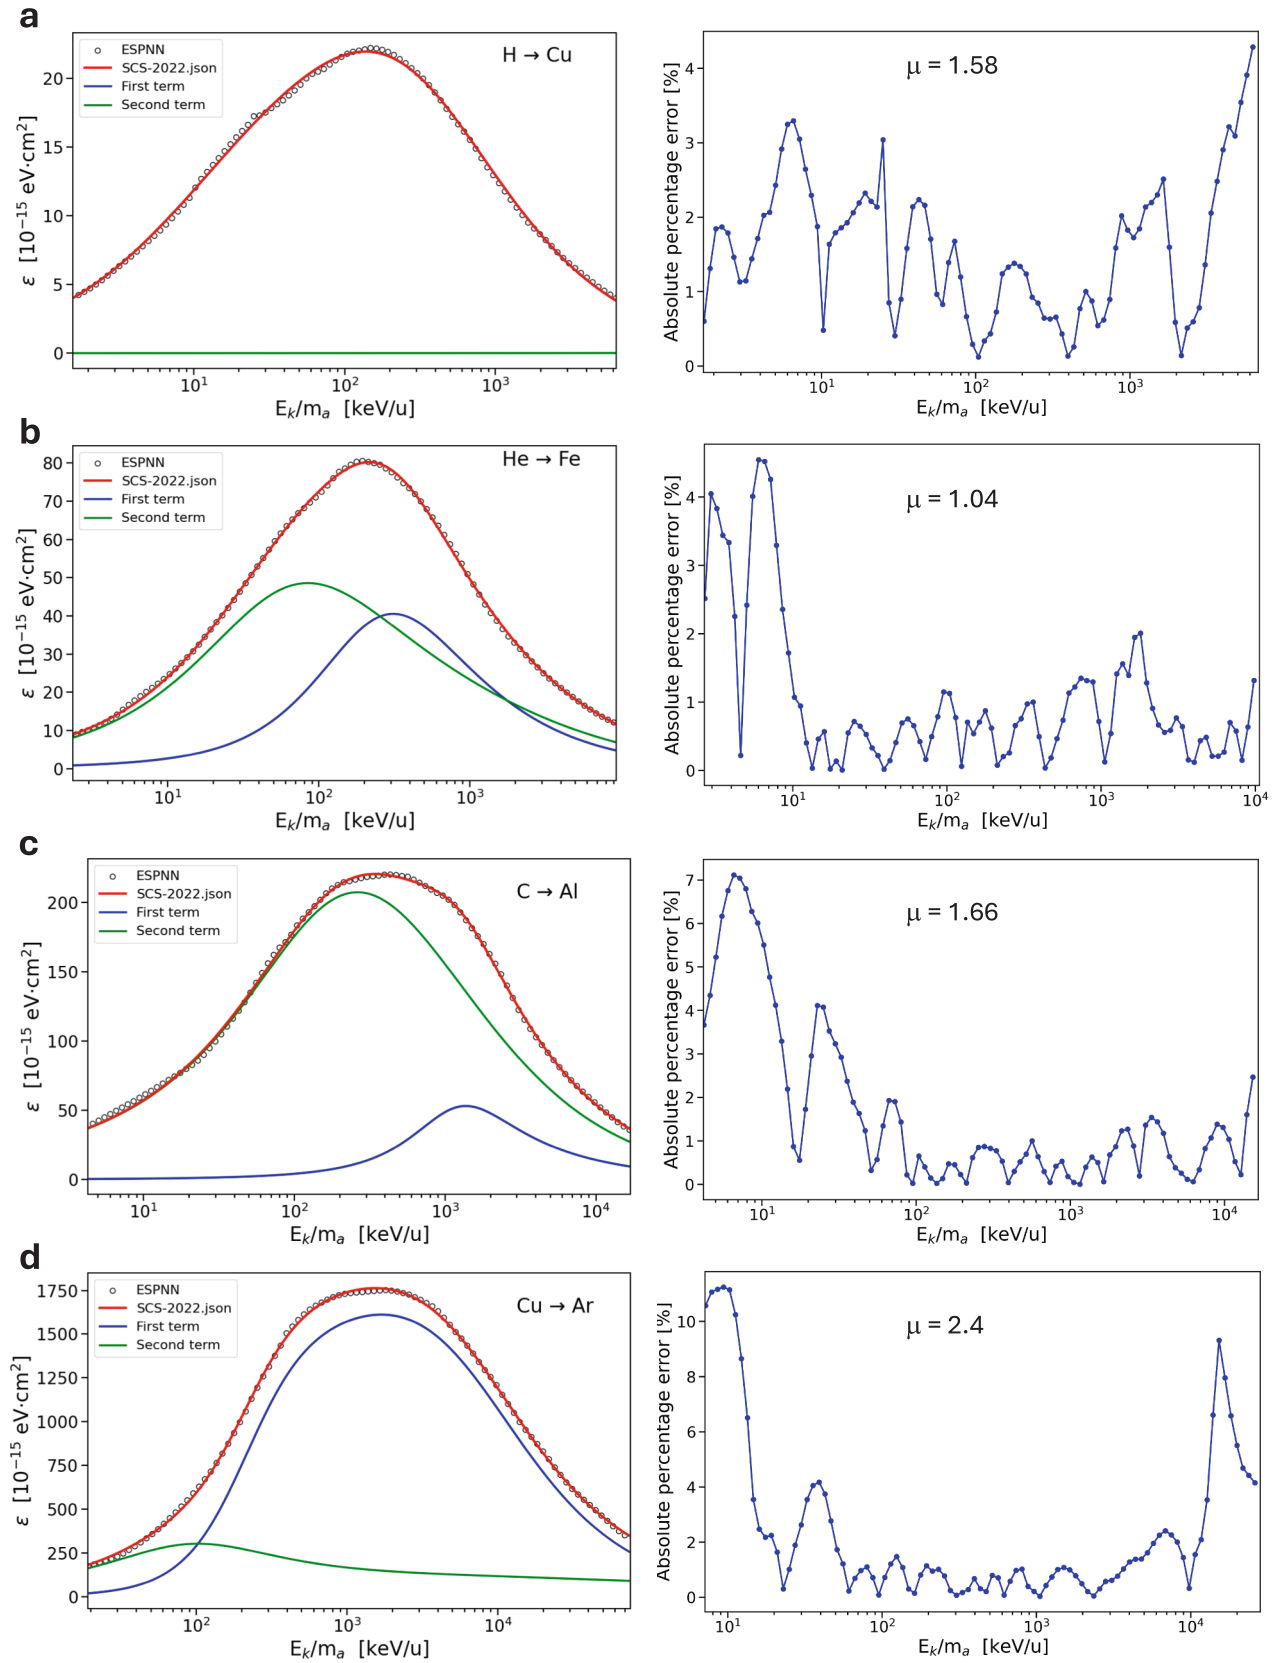 a
ESPNN
SCS-2022.json
First term
Second term
H → Cu
ε [10⁻¹⁵ eV·cm²]
20
15
10
5
0
10¹ 10² 10³
Eₖ/mₐ [keV/u]
μ = 1.58
Absolute percentage error [%]
4
3
2
1
0
10¹ 10² 10³
Eₖ/mₐ [keV/u]
b
ESPNN
SCS-2022.json
First term
Second term
He → Fe
ε [10⁻¹⁵ eV·cm²]
80
70
60
50
40
30
20
10
0
10¹ 10² 10³
Eₖ/mₐ [keV/u]
μ = 1.04
Absolute percentage error [%]
4
3
2
1
0
10¹ 10² 10³ 10⁴
Eₖ/mₐ [keV/u]
c
ESPNN
SCS-2022.json
First term
Second term
C → Al
ε [10⁻¹⁵ eV·cm²]
200
150
100
50
0
10¹ 10² 10³ 10⁴
Eₖ/mₐ [keV/u]
μ = 1.66
Absolute percentage error [%]
7
6
5
4
3
2
1
0
10¹ 10² 10³ 10⁴
Eₖ/mₐ [keV/u]
d
ESPNN
SCS-2022.json
First term
Second term
Cu → Ar
ε [10⁻¹⁵ eV·cm²]
1750
1500
1250
1000
750
500
250
0
10² 10³ 10⁴
Eₖ/mₐ [keV/u]
μ = 2.4
Absolute percentage error [%]
10
8
6
4
2
0
10¹ 10² 10³ 10⁴
Eₖ/mₐ [keV/u]